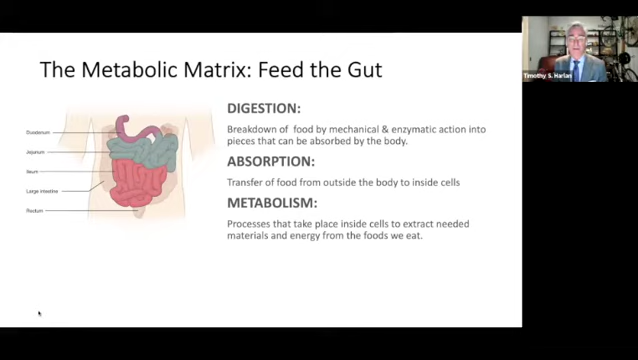 The Metabolic Matrix: Feed the Gut
Timothy S. Harlan
Duodenum
Jejunum
Ileum
Large intestine
Rectum
DIGESTION:
Breakdown of food by mechanical & enzymatic action into
pieces that can be absorbed by the body.
ABSORPTION:
Transfer of food from outside the body to inside cells
METABOLISM:
Processes that take place inside cells to extract needed
materials and energy from the foods we eat.